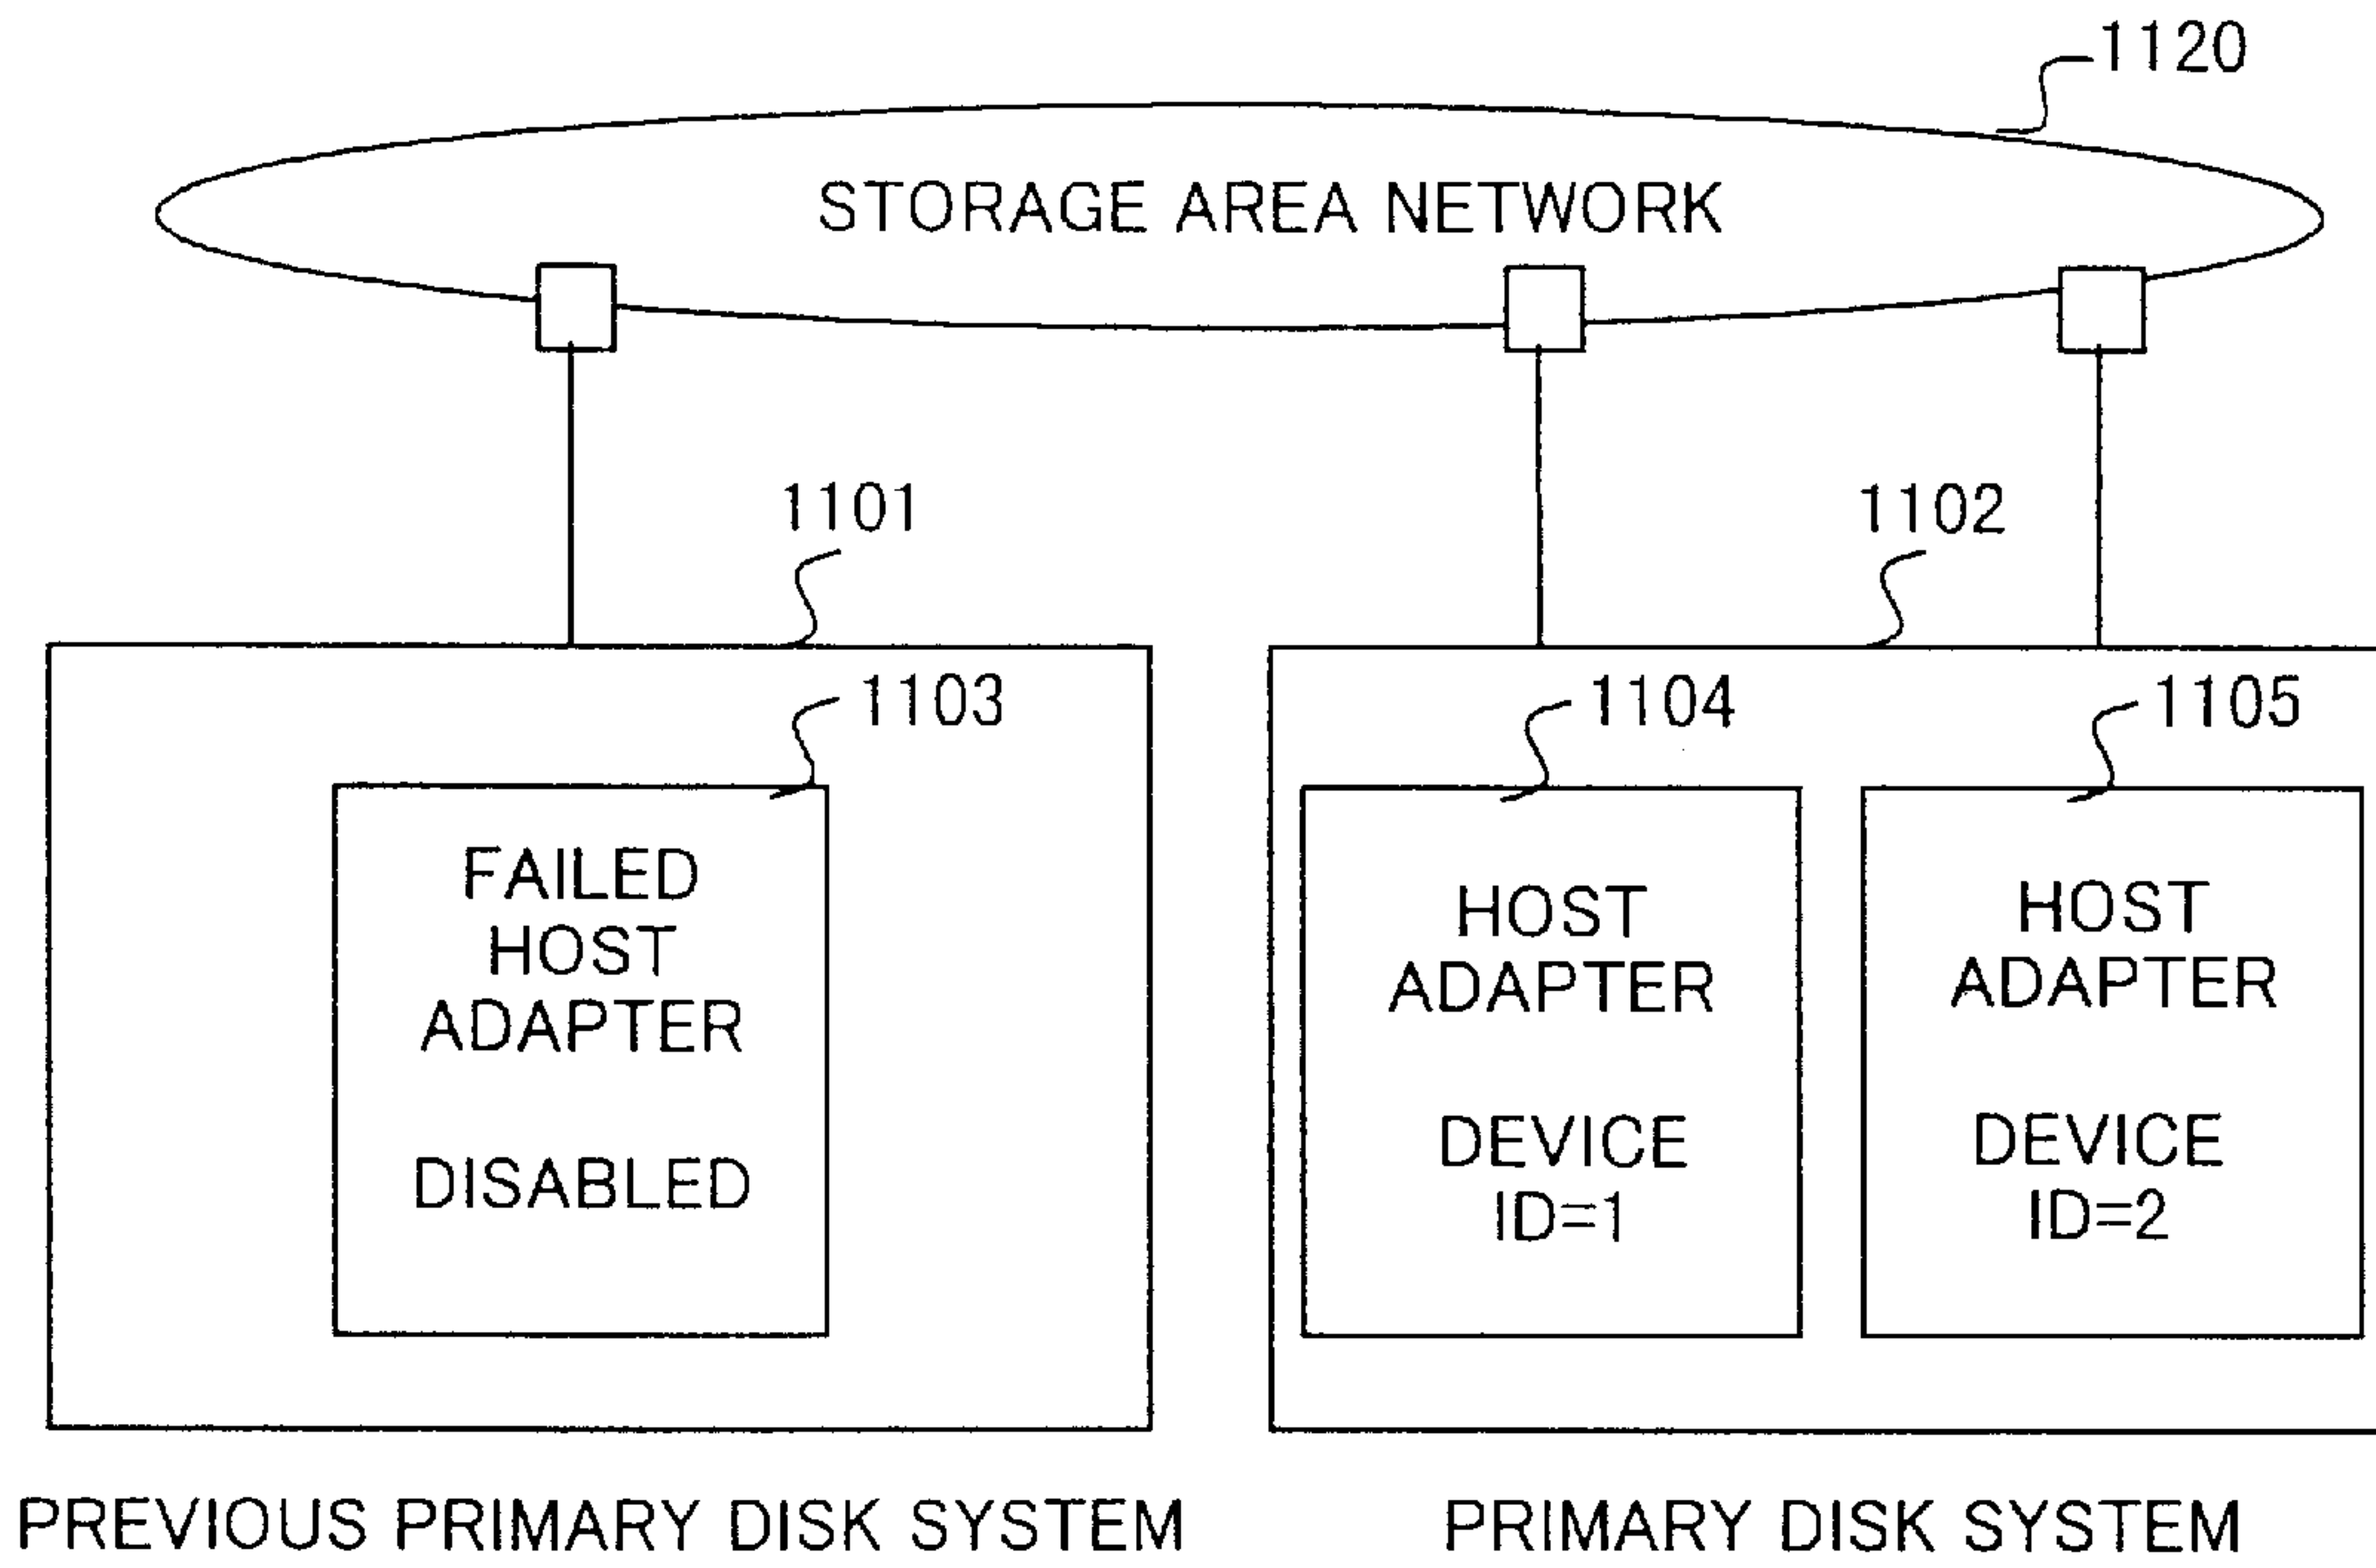 1120
STORAGE AREA NETWORK
1101
1102
1103
1104
1105
FAILED
HOST
ADAPTER
DISABLED
HOST
ADAPTER
DEVICE
ID=1
HOST
ADAPTER
DEVICE
ID=2
PREVIOUS PRIMARY DISK SYSTEM
PRIMARY DISK SYSTEM